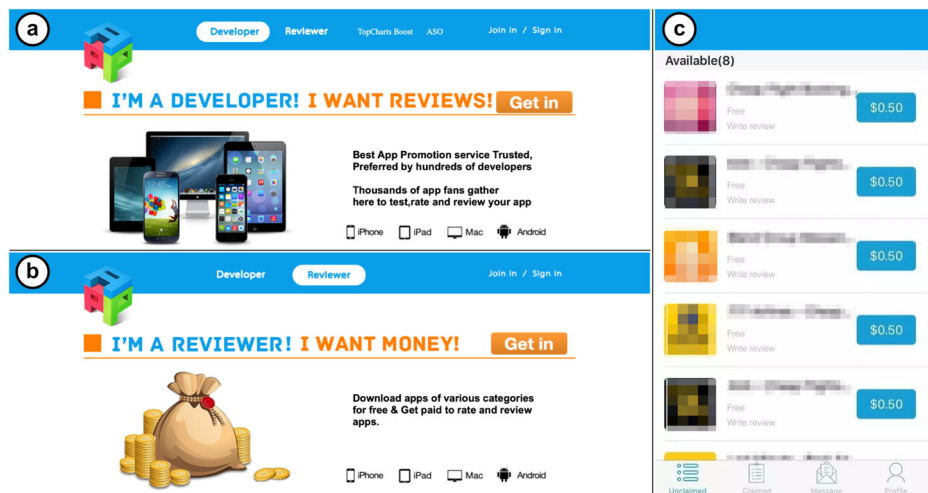 a
Developer Reviewer TopCharts Boost ASO Join in / Sign in
I'M A DEVELOPER! I WANT REVIEWS! Get in
Best App Promotion service Trusted,
Preferred by hundreds of developers
Thousands of app fans gather
here to test,rate and review your app
iPhone iPad Mac Android
b
Developer Reviewer Join in / Sign in
I'M A REVIEWER! I WANT MONEY! Get in
Download apps of various categories
for free & Get paid to rate and review
apps.
iPhone iPad Mac Android
c
Available(8)
Free
$0.50
Write review
Free
$0.50
Write review
Free
$0.50
Write review
Free
$0.50
Write review
Free
$0.50
Write review
Unclaimed Claimed Message Profile